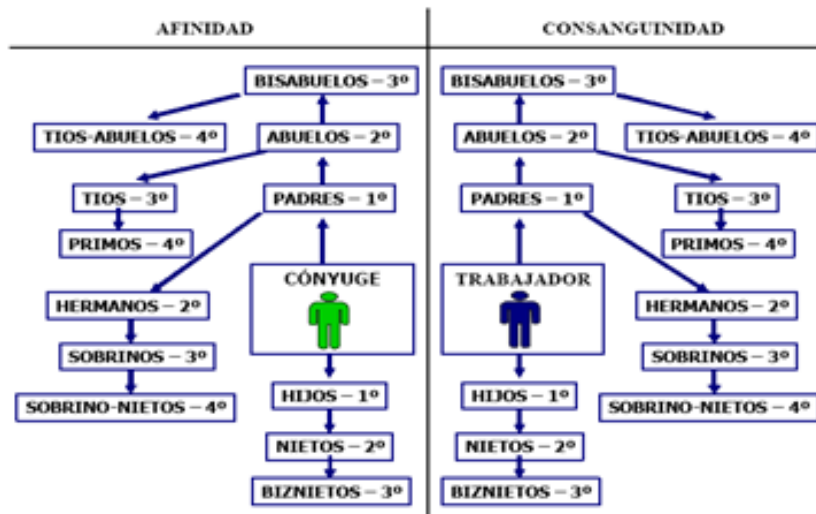 AFINIDAD
BISABUELOS – 3º
TIOS-ABUELOS – 4º
ABUELOS – 2º
TIOS – 3º
PADRES – 1º
PRIMOS – 4º
CÓNYUGE
HERMANOS – 2º
SOBRINOS – 3º
HIJOS – 1º
SOBRINO-NIETOS – 4º
NIETOS – 2º
BIZNIETOS – 3º
CONSANGUINIDAD
BISABUELOS – 3º
ABUELOS – 2º
TIOS-ABUELOS – 4º
PADRES – 1º
TIOS – 3º
PRIMOS – 4º
TRABAJADOR
HERMANOS – 2º
SOBRINOS – 3º
HIJOS – 1º
SOBRINO-NIETOS – 4º
NIETOS – 2º
BIZNIETOS – 3º